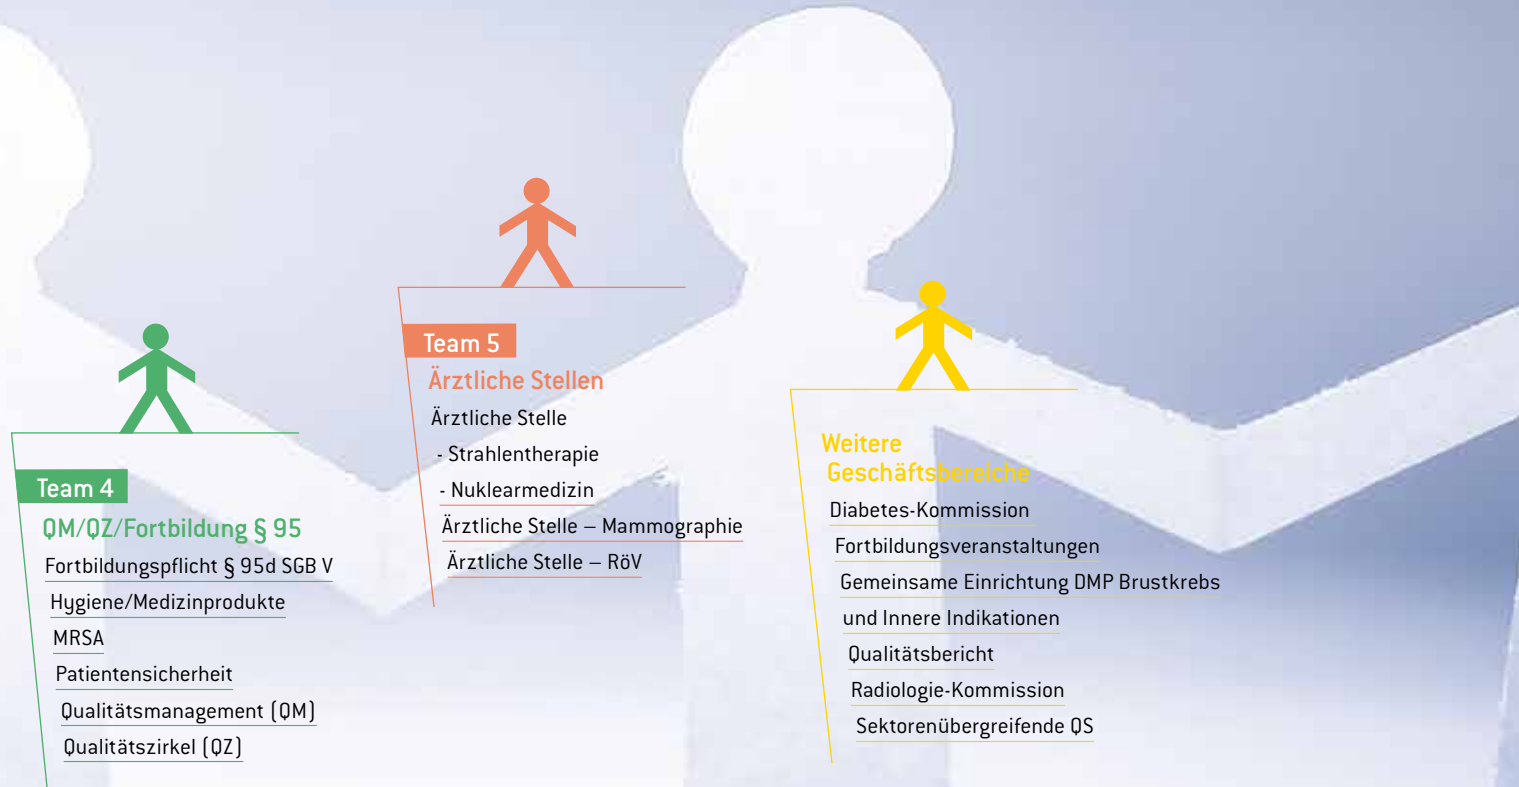 Team 4
QM/QZ/Fortbildung § 95
Fortbildungspflicht § 95d SGB V
Hygiene/Medizinprodukte
MRSA
Patientensicherheit
Qualitätsmanagement (QM)
Qualitätszirkel (QZ)
Team 5
Ärztliche Stellen
Ärztliche Stelle
- Strahlentherapie
- Nuklearmedizin
Ärztliche Stelle – Mammographie
Ärztliche Stelle – RöV
Weitere
Geschäftsbereiche
Diabetes-Kommission
Fortbildungsveranstaltungen
Gemeinsame Einrichtung DMP Brustkrebs
und Innere Indikationen
Qualitätsbericht
Radiologie-Kommission
Sektorenübergreifende QS